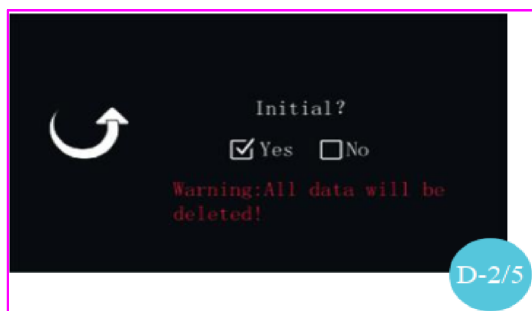 Initial?
Yes No
Warning:All data will be
deleted!
D-2/5